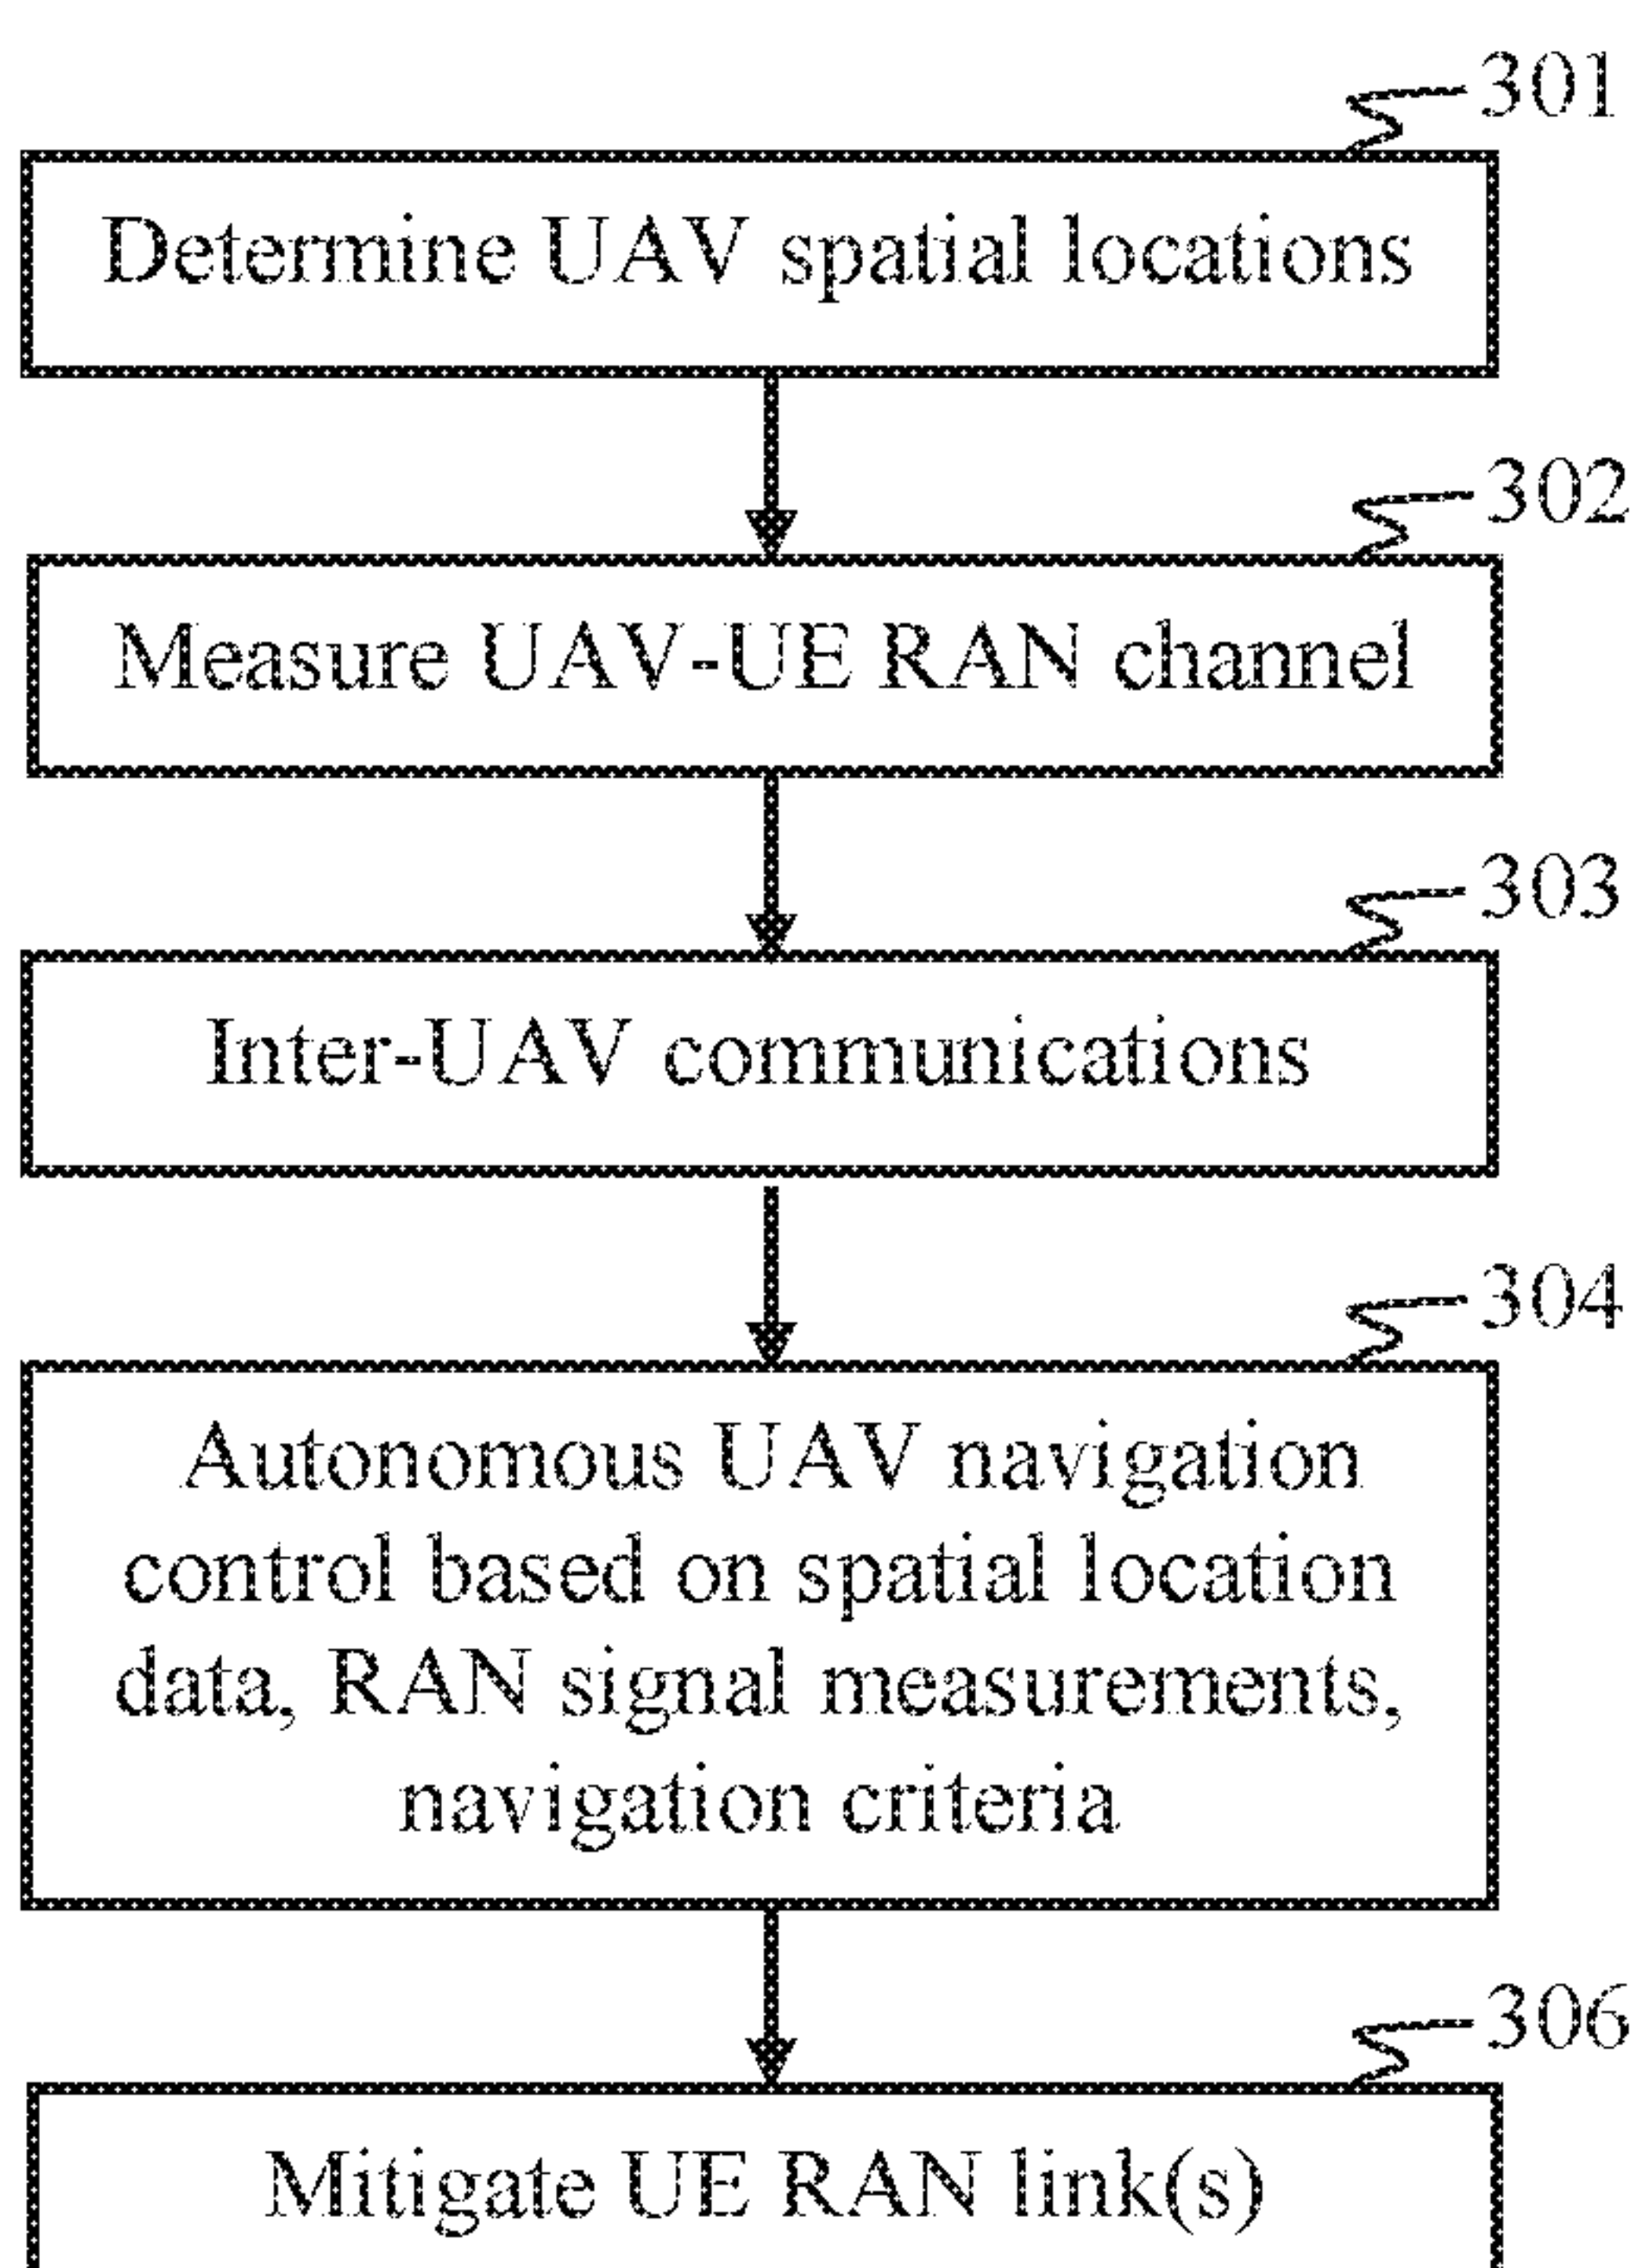 301
Determine UAV spatial locations
302
Measure UAV-UE RAN channel
303
Inter-UAV communications
304
Autonomous UAV navigation
control based on spatial location
data, RAN signal measurements,
navigation criteria
306
Mitigate UE RAN link(s)